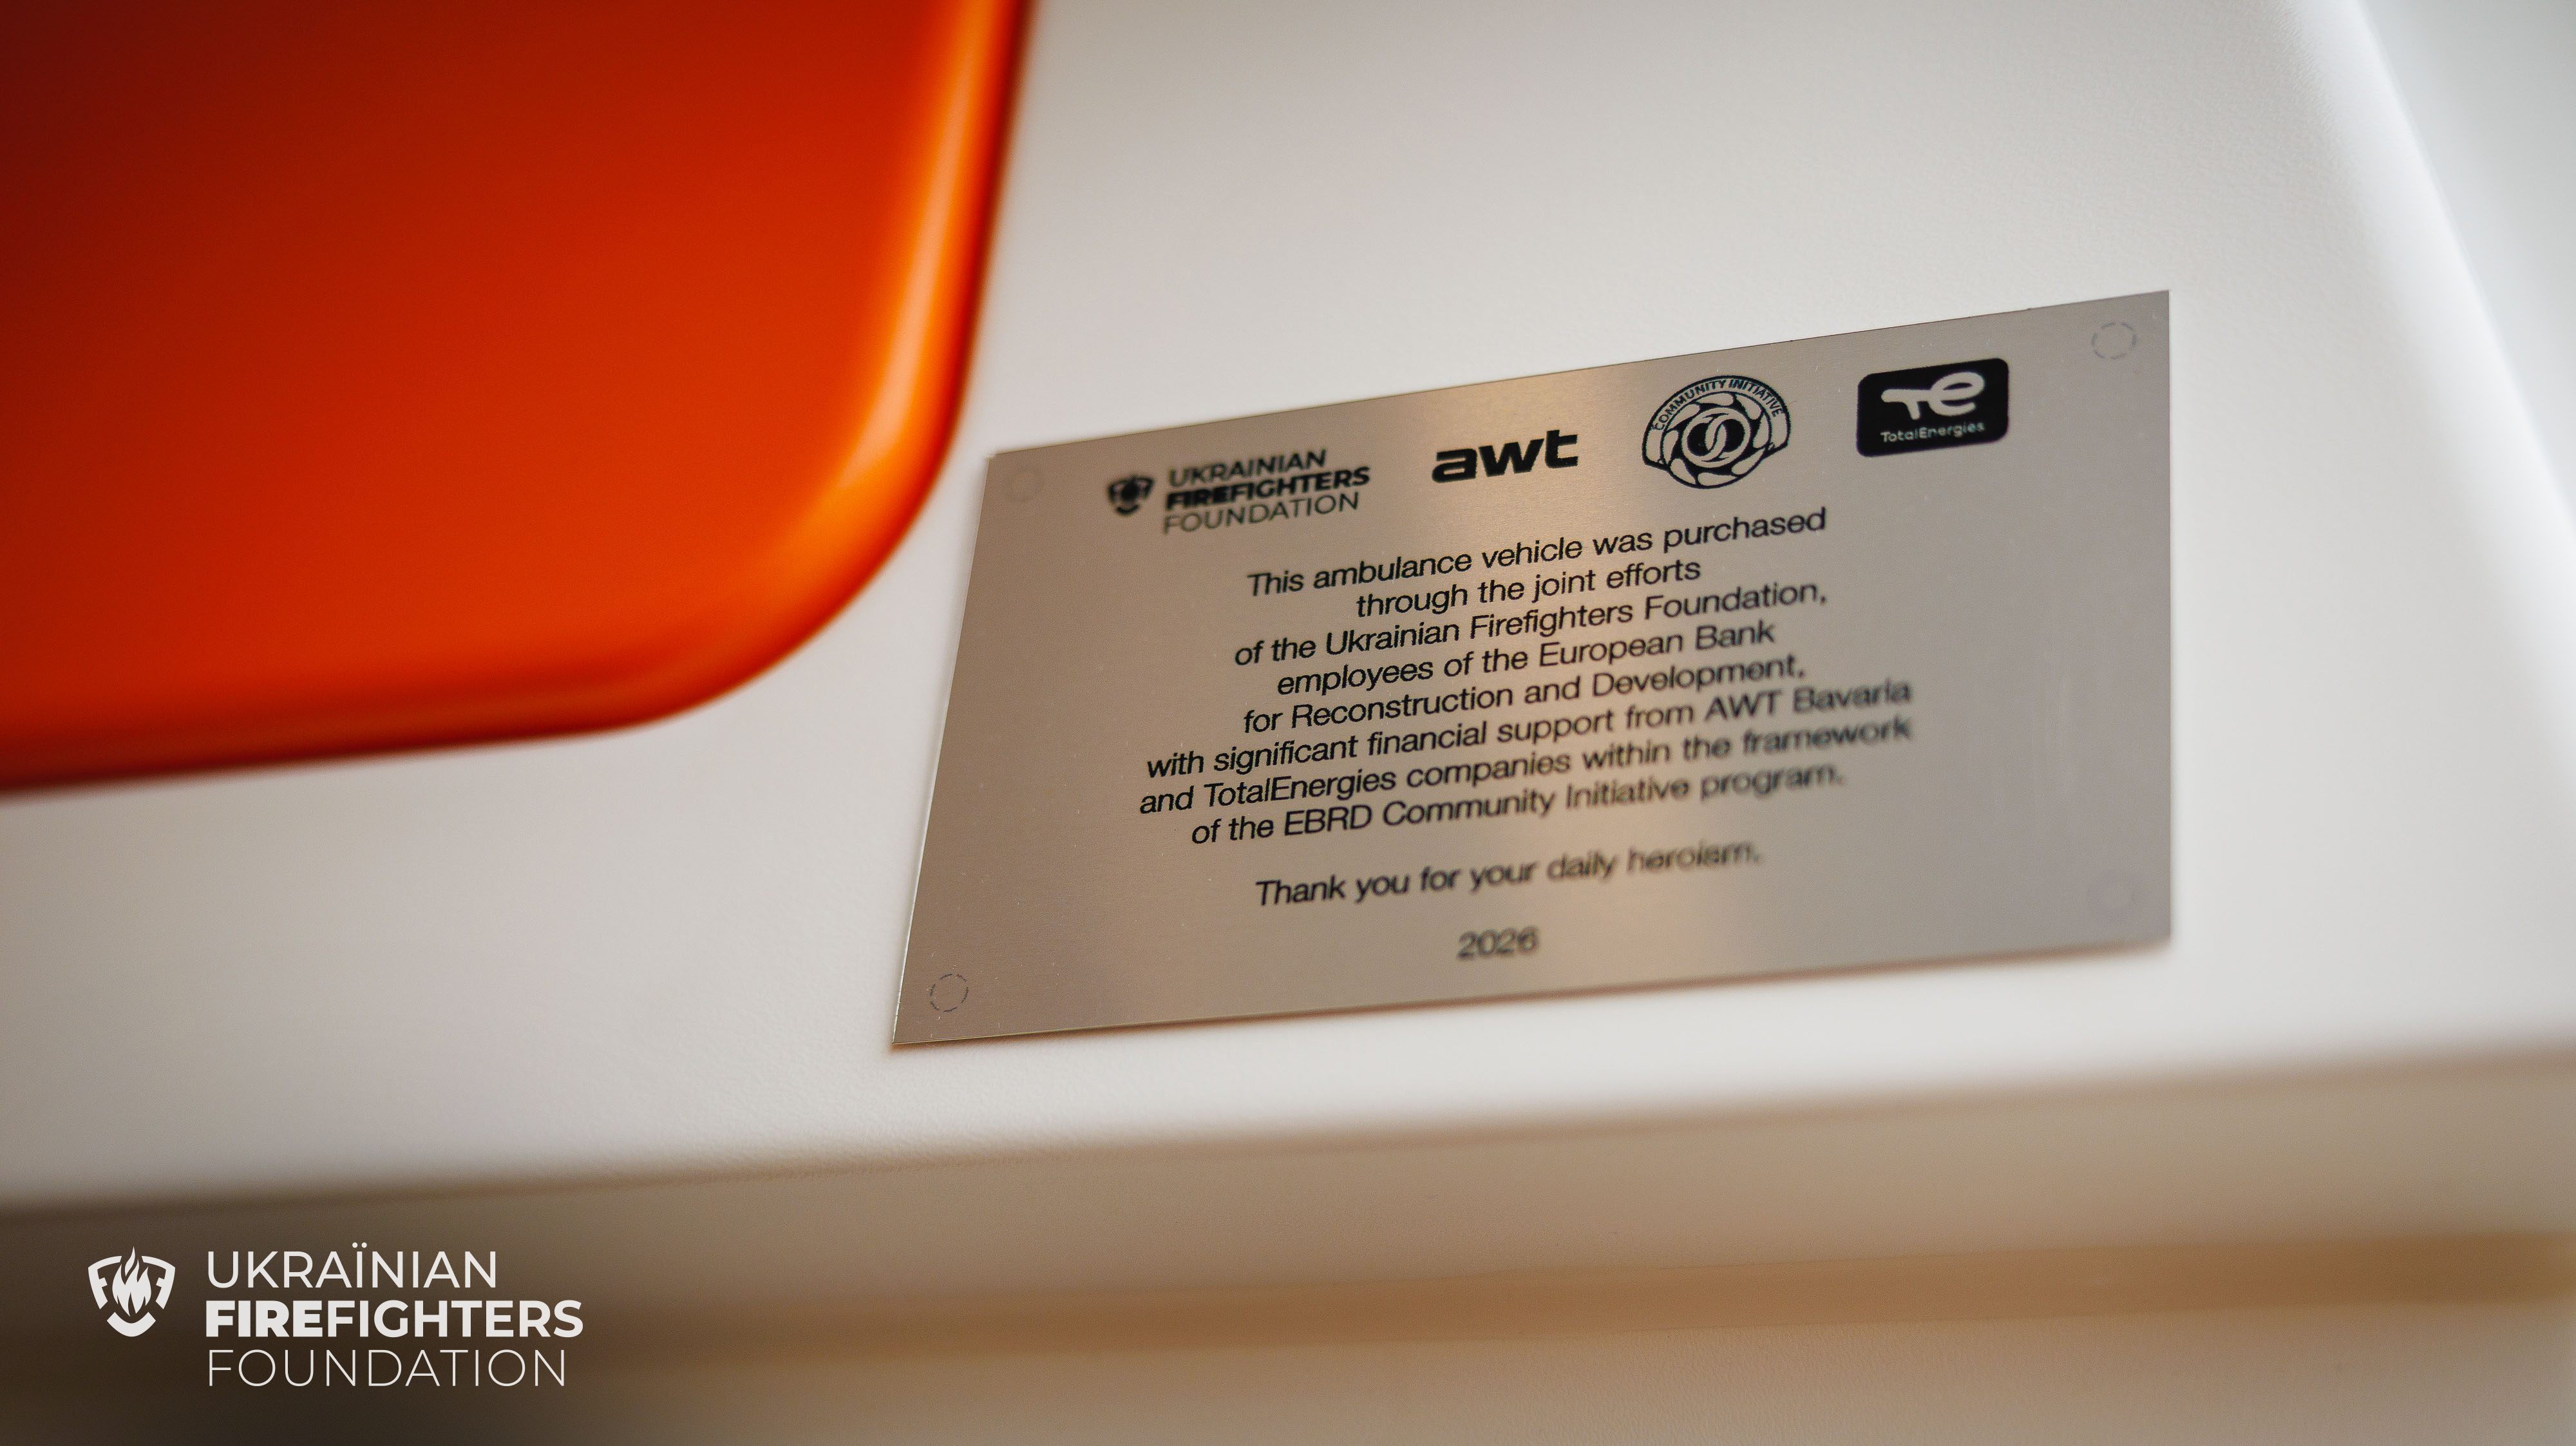 UKRAINIAN
FIREFIGHTERS
FOUNDATION
awt
COMMUNITY INITIATIVE
TotalEnergies
This ambulance vehicle was purchased
through the joint efforts
of the Ukrainian Firefighters Foundation,
employees of the European Bank
for Reconstruction and Development,
with significant financial support from AWT Bavaria
and TotalEnergies companies within the framework
of the EBRD Community Initiative program.
Thank you for your daily heroism.
2026
UKRAÏNIAN
FIREFIGHTERS
FOUNDATION